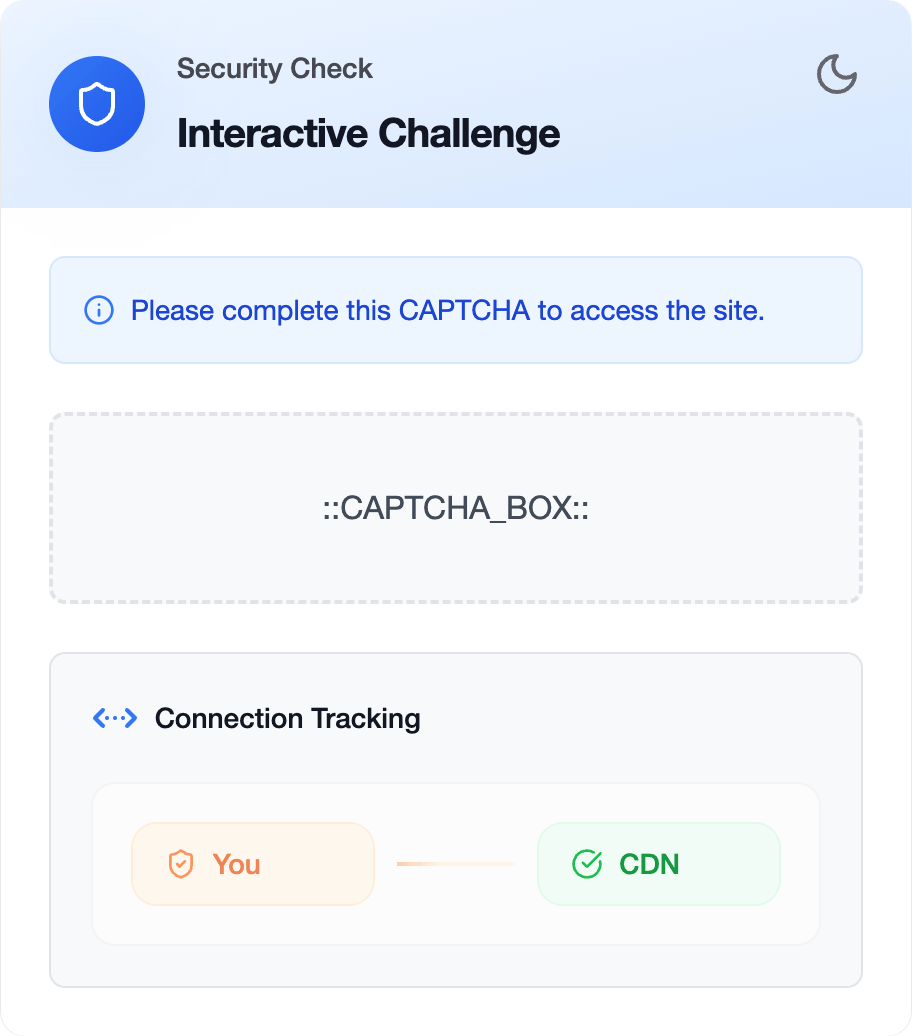 Security Check
Interactive Challenge
Please complete this CAPTCHA to access the site.
::CAPTCHA_BOX::
Connection Tracking
You
CDN